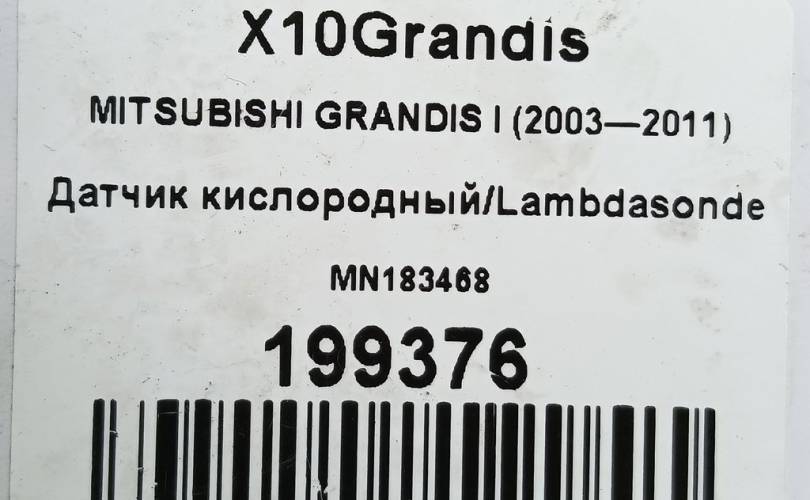 X10Grandis
MITSUBISHI GRANDIS I (2003—2011)
Датчик кислородный/Lambdasonde
MN183468
199376